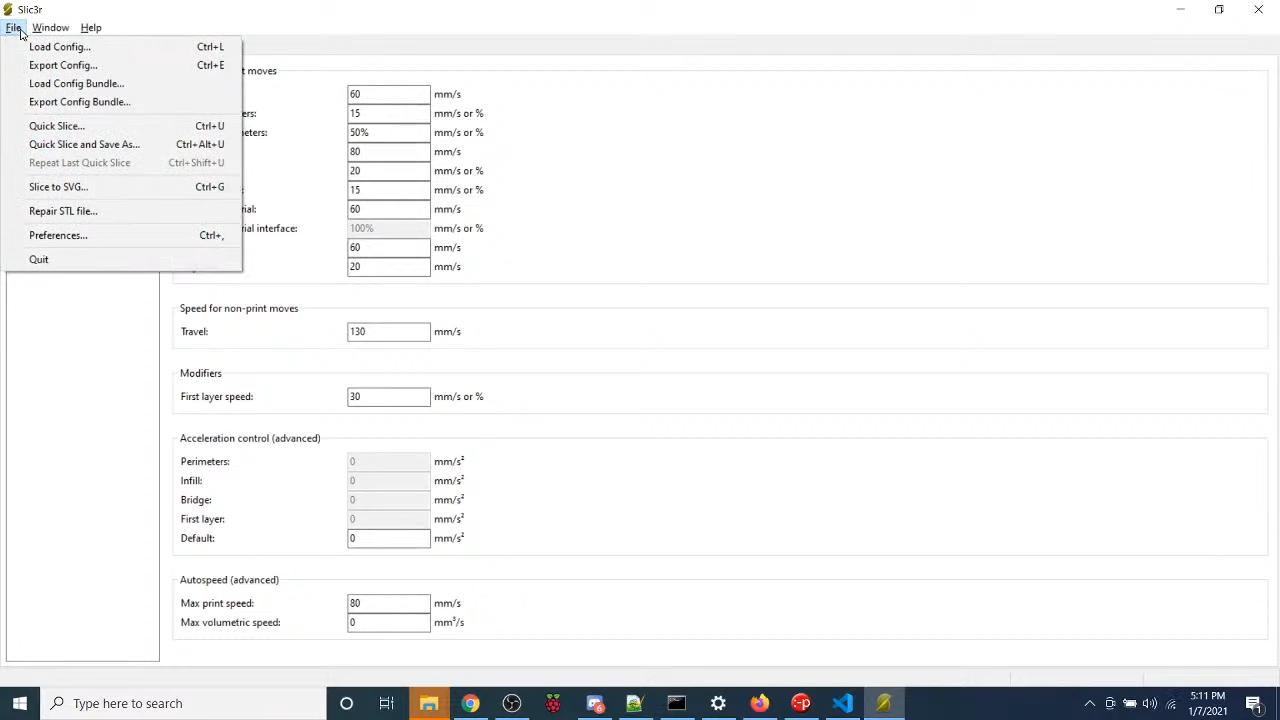 Slic3r
File Window Help
Load Config... Ctrl+L
Export Config... Ctrl+E
Load Config Bundle...
Export Config Bundle...
Quick Slice... Ctrl+U
Quick Slice and Save As... Ctrl+Alt+U
Repeat Last Quick Slice Ctrl+Shift+U
Slice to SVG... Ctrl+G
Repair STL file... 
Preferences... Ctrl+,
Quit
moves
60 mm/s
15 mm/s or %
50% mm/s or %
80 mm/s
20 mm/s or %
15 mm/s or %
60 mm/s
interface: 100% mm/s or %
60 mm/s
20 mm/s
Speed for non-print moves
Travel: 130 mm/s
Modifiers
First layer speed: 30 mm/s or %
Acceleration control (advanced)
Perimeters: 0 mm/s²
Infill: 0 mm/s²
Bridge: 0 mm/s²
First layer: 0 mm/s²
Default: 0 mm/s²
Autospeed (advanced)
Max print speed: 80 mm/s
Max volumetric speed: 0 mm³/s
Type here to search
5:11 PM
1/7/2021